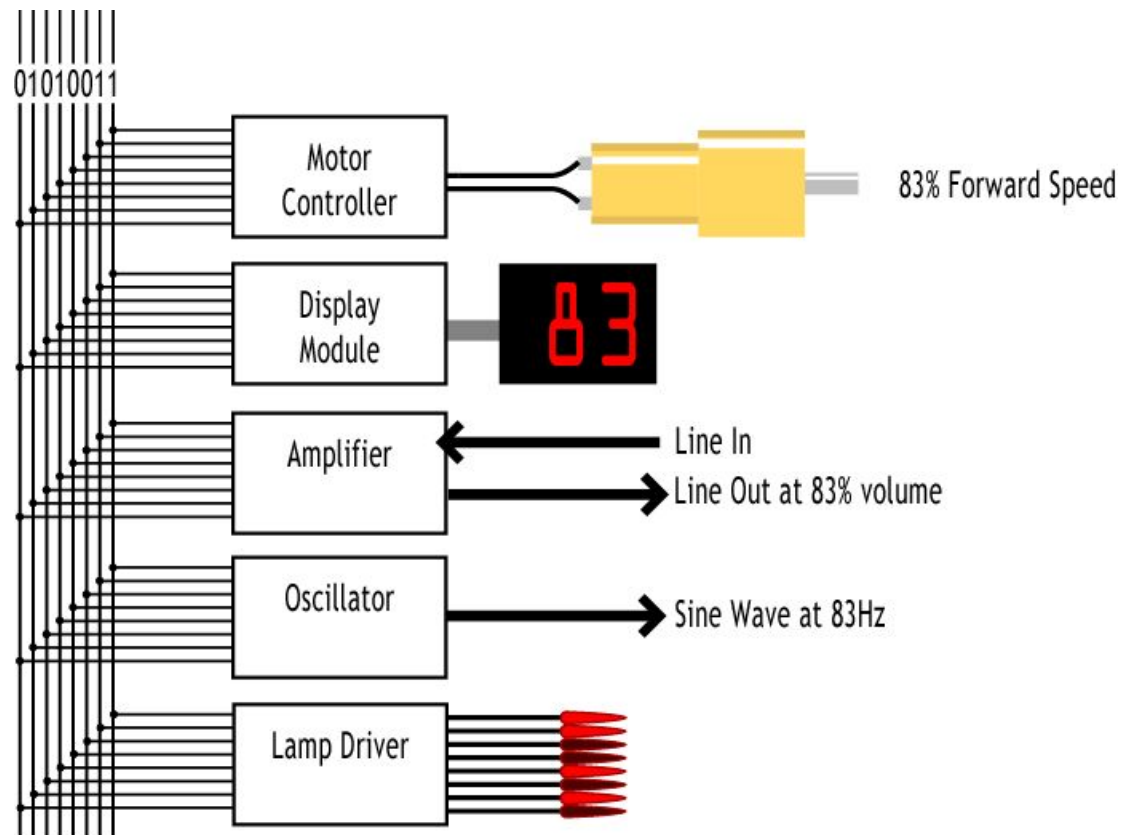 01010011
Motor
Controller
83% Forward Speed
Display
Module
83
Amplifier
Line In
Line Out at 83% volume
Oscillator
Sine Wave at 83Hz
Lamp Driver